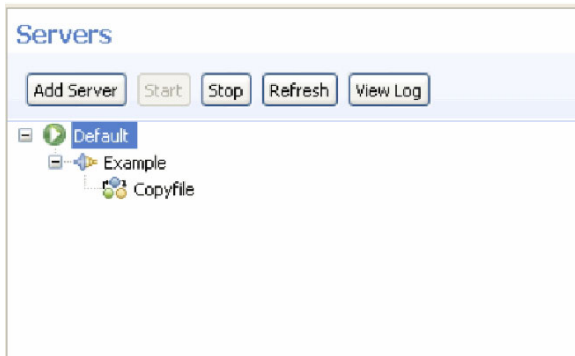 Servers
Add Server Start Stop Refresh View Log
Default
Example
Copyfile